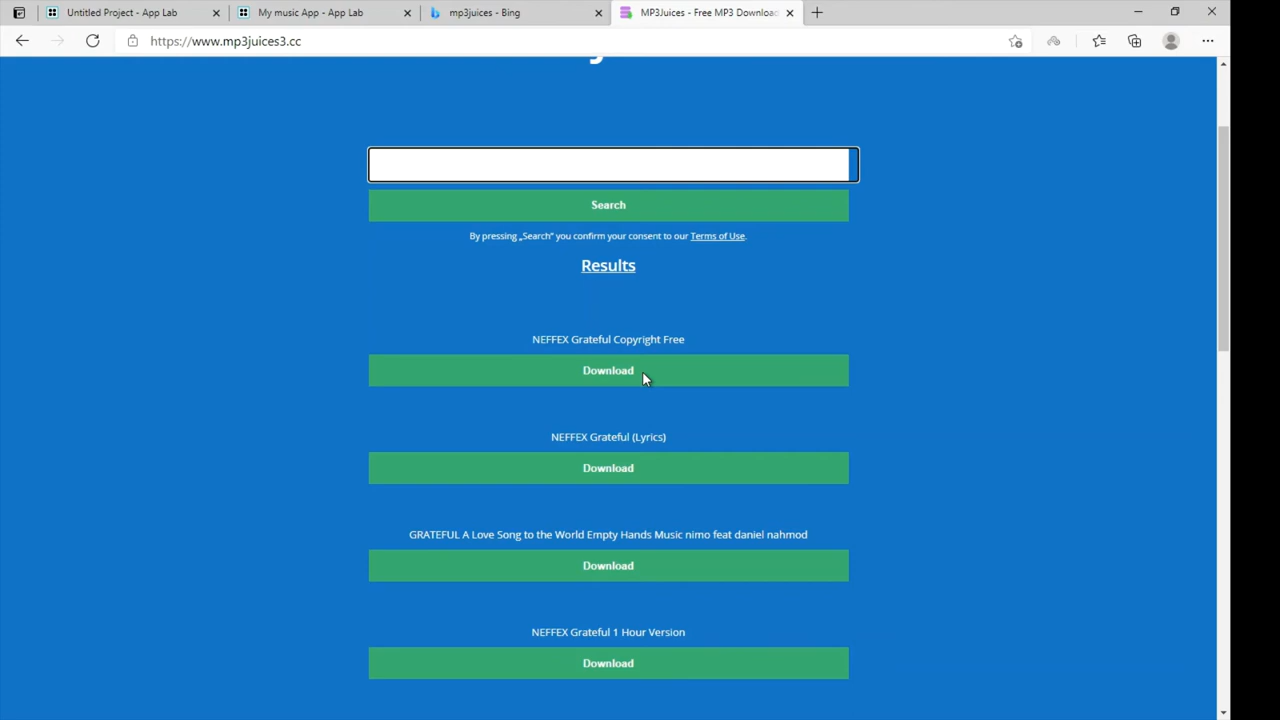 Untitled Project - App Lab
My music App - App Lab
mp3juices - Bing
MP3Juices - Free MP3 Download
https://www.mp3juices3.cc
Search
By pressing „Search" you confirm your consent to our Terms of Use.
Results
NEFFEX Grateful Copyright Free
Download
NEFFEX Grateful (Lyrics)
Download
GRATEFUL A Love Song to the World Empty Hands Music nimo feat daniel nahmod
Download
NEFFEX Grateful 1 Hour Version
Download